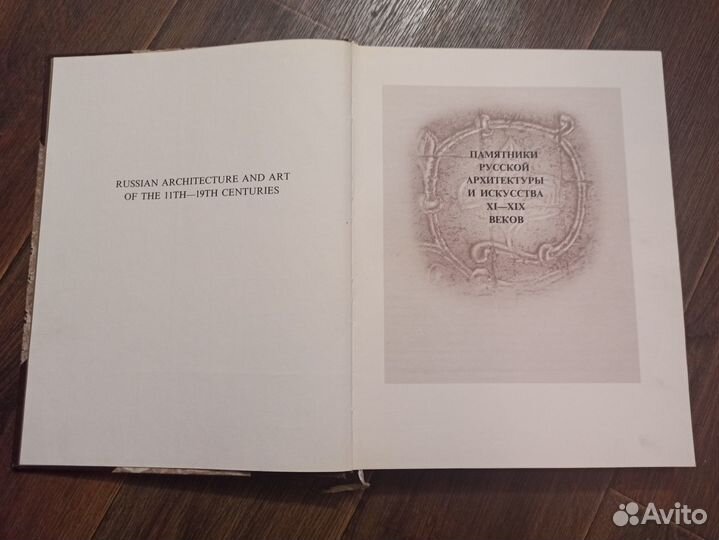 RUSSIAN ARCHITECTURE AND ART
OF THE 11TH—19TH CENTURIES
ПАМЯТНИКИ
РУССКОЙ
АРХИТЕКТУРЫ
И ИСКУССТВА
XI—XIX
ВЕКОВ
Avito